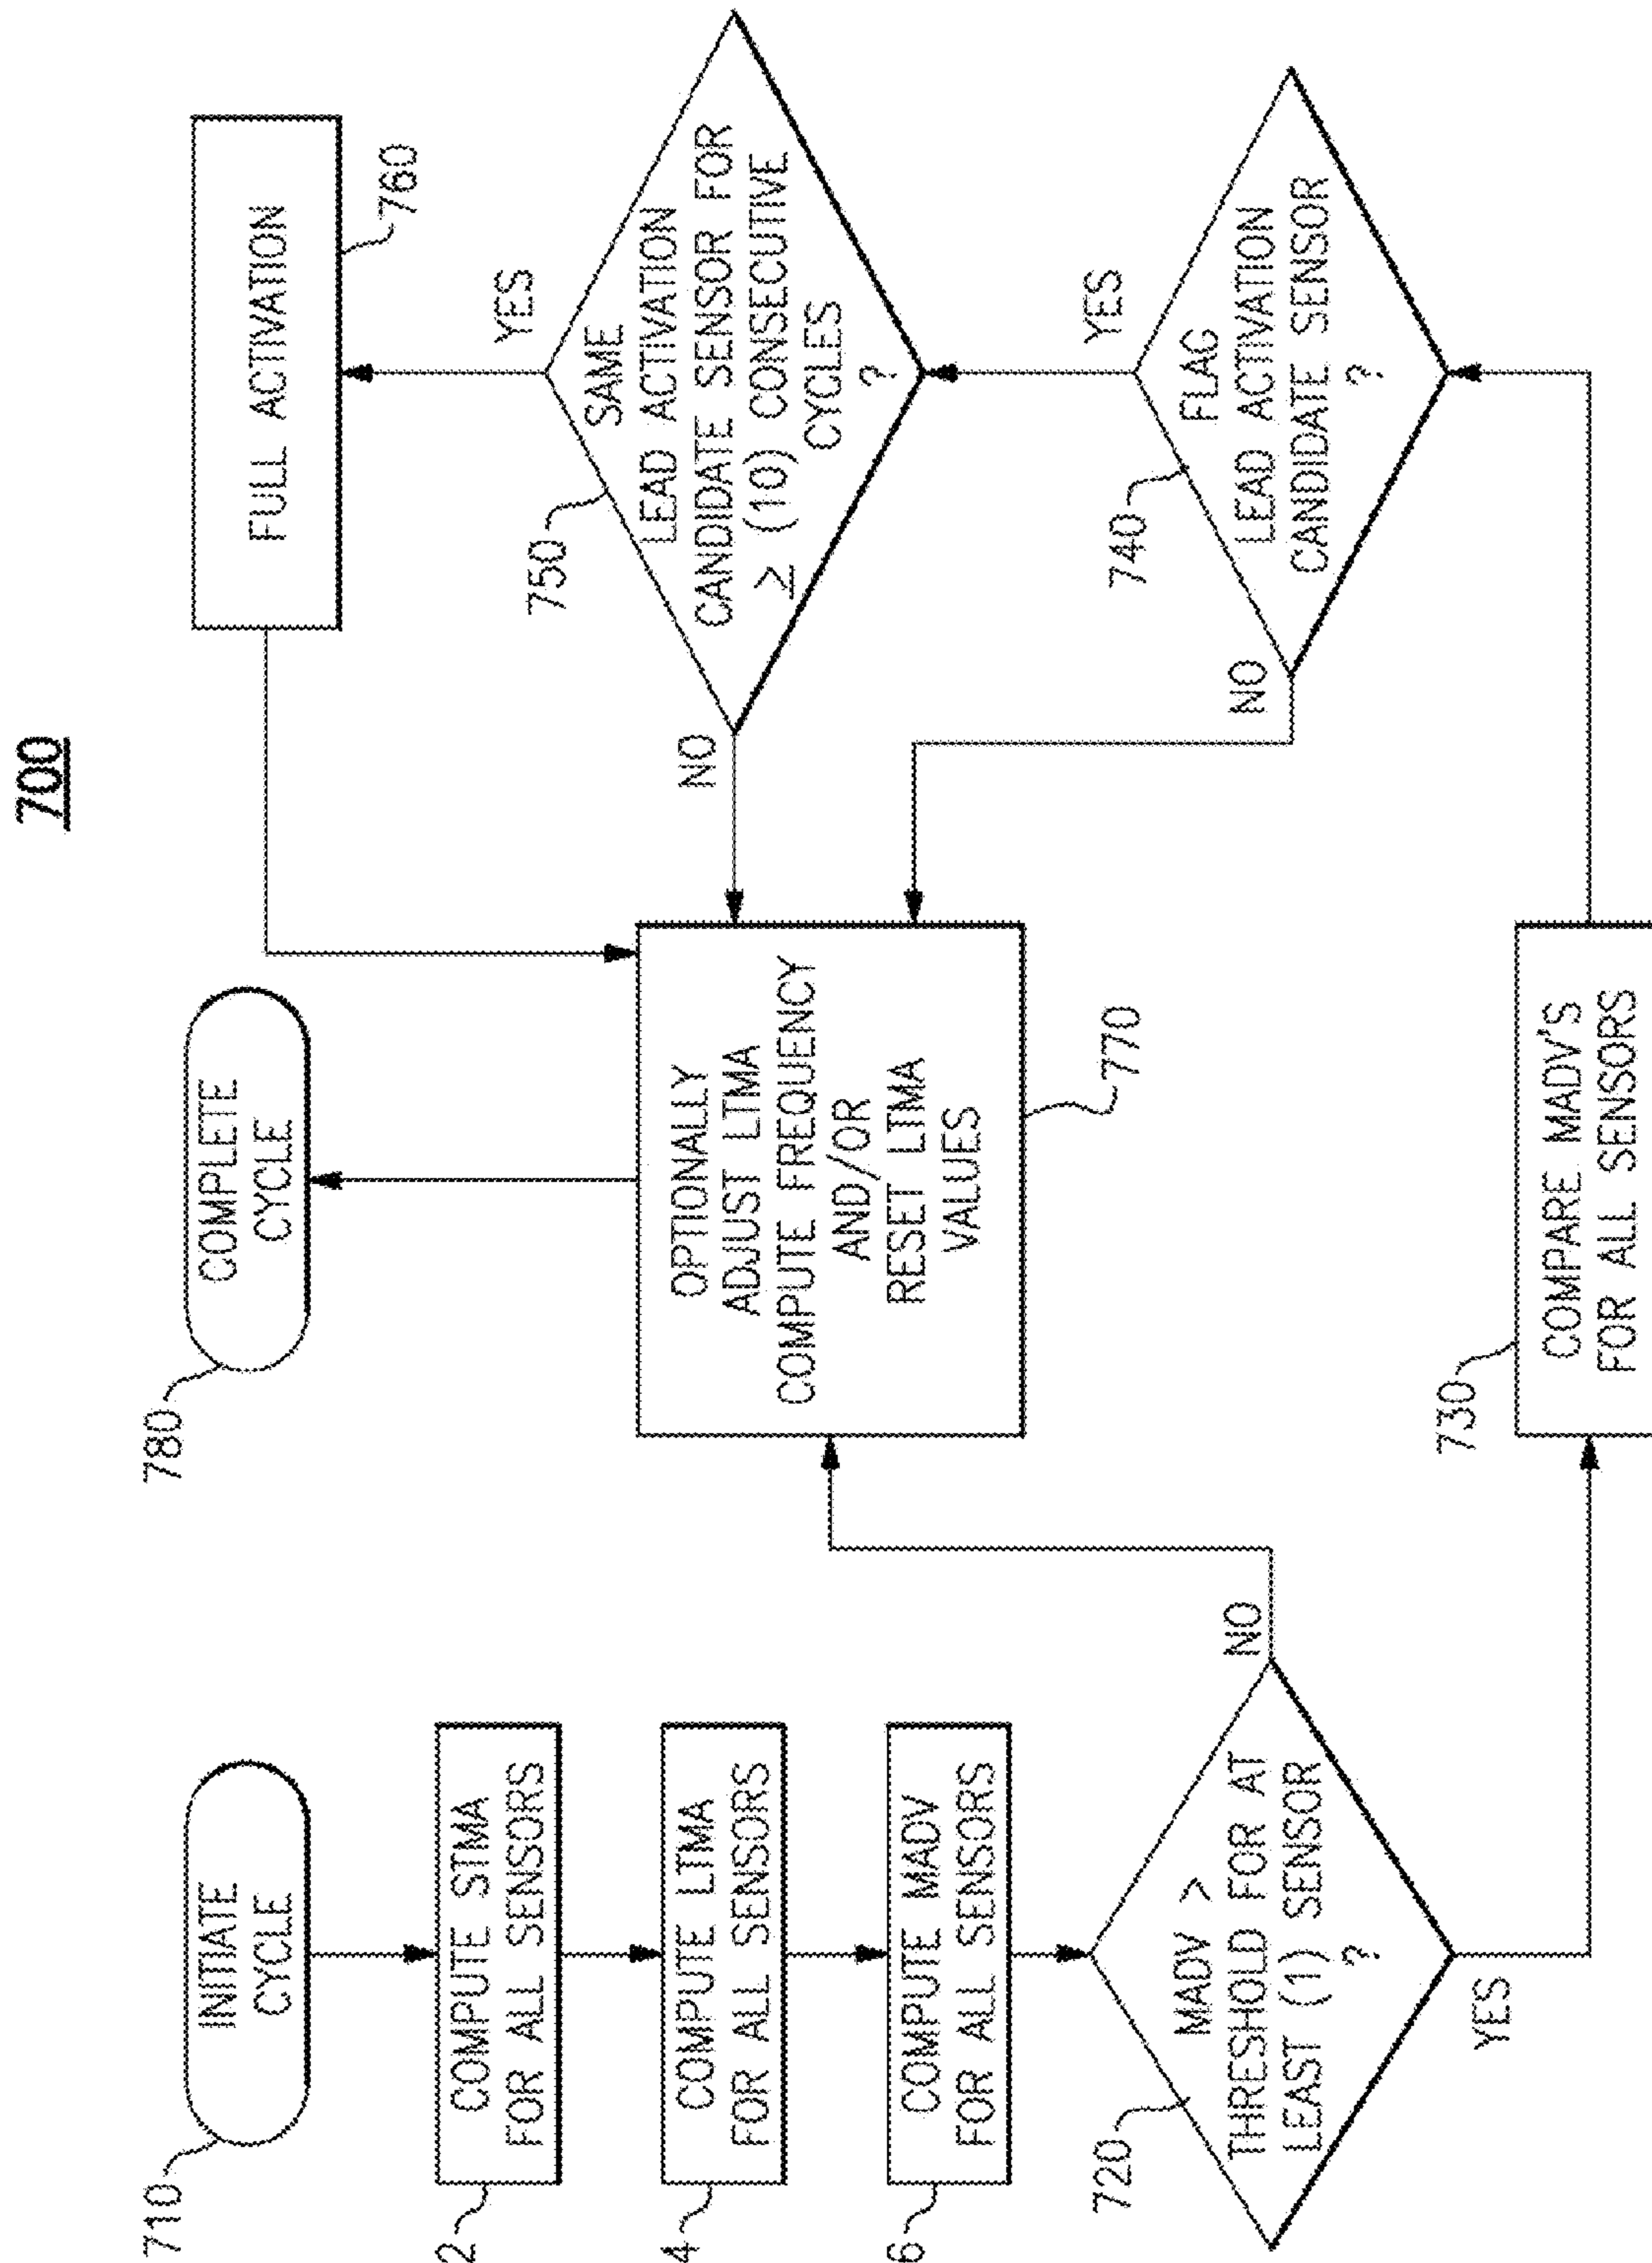 700
710
INITIATE
CYCLE
2
COMPUTE STMA
FOR ALL SENSORS
4
COMPUTE LTMA
FOR ALL SENSORS
6
COMPUTE MADV
FOR ALL SENSORS
720
MADV >
THRESHOLD FOR AT
LEAST (1) SENSOR
?
NO
YES
730
COMPARE MADV'S
FOR ALL SENSORS
740
FLAG
LEAD ACTIVATION
CANDIDATE SENSOR
?
NO
YES
750
SAME
LEAD ACTIVATION
CANDIDATE SENSOR FOR
≥ (10) CONSECUTIVE
CYCLES
?
NO
YES
FULL ACTIVATION
760
OPTIONALLY
ADJUST LTMA
COMPUTE FREQUENCY
AND/OR
RESET LTMA
VALUES
770
780
COMPLETE
CYCLE